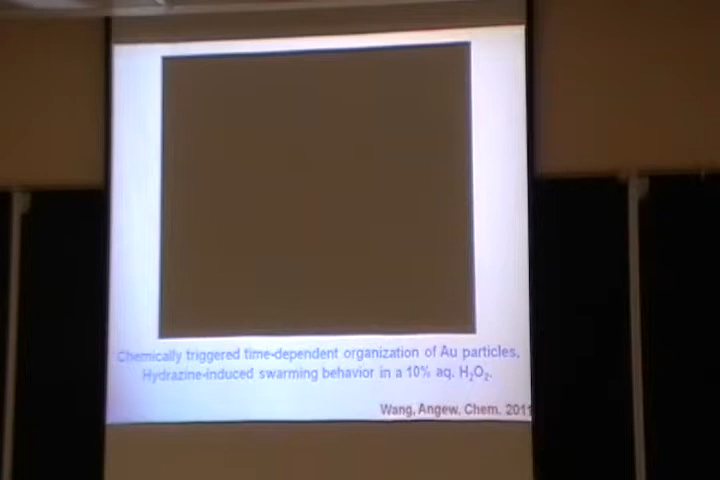 Chemically triggered time-dependent organization of Au particles,
Hydrazine-induced swarming behavior in a 10% aq. H₂O₂.
Wang, Angew, Chem. 2011